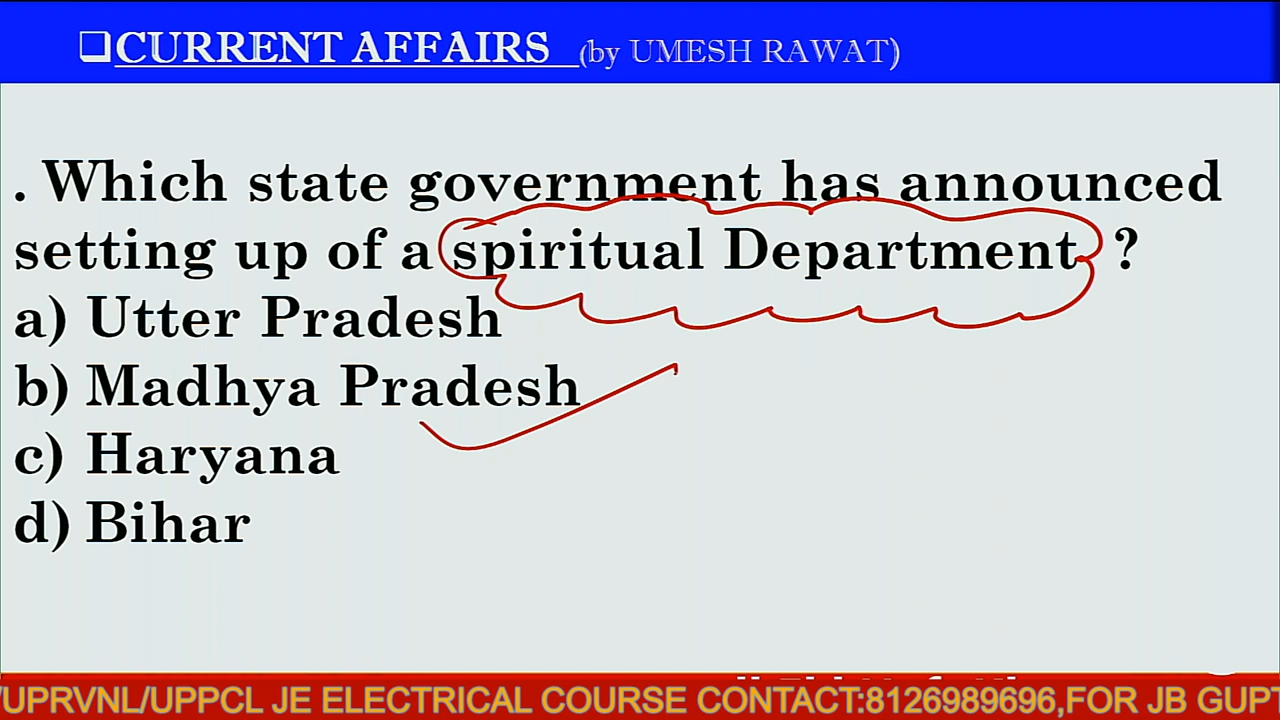 ❑CURRENT AFFAIRS (by UMESH RAWAT)
. Which state government has announced
setting up of a spiritual Department ?
a) Utter Pradesh
b) Madhya Pradesh
c) Haryana
d) Bihar
/UPRVNL/UPPCL JE ELECTRICAL COURSE CONTACT:8126989696,FOR JB GUPT